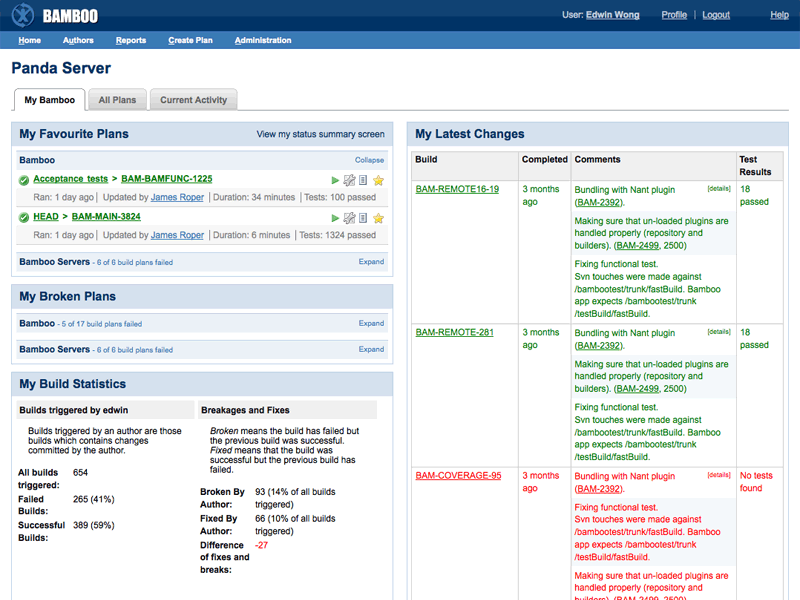 BAMBOO
User: Edwin Wong Profile | Logout Help
Home Authors Reports Create Plan Administration
Panda Server
My Bamboo All Plans Current Activity
My Favourite Plans View my status summary screen
Bamboo Collapse
Acceptance tests > BAM-BAMFUNC-1225
Ran: 1 day ago | Updated by James Roper | Duration: 34 minutes | Tests: 100 passed
HEAD > BAM-MAIN-3824
Ran: 1 day ago | Updated by James Roper | Duration: 6 minutes | Tests: 1324 passed
Bamboo Servers - 6 of 6 build plans failed Expand
My Broken Plans
Bamboo - 5 of 17 build plans failed Expand
Bamboo Servers - 6 of 6 build plans failed Expand
My Build Statistics
Builds triggered by edwin
Builds triggered by an author are those
builds which contains changes
committed by the author.
All builds 654
triggered:
Failed 265 (41%)
Builds:
Successful 389 (59%)
Builds:
Breakages and Fixes
Broken means the build has failed but
the previous build was successful.
Fixed means that the build was
successful but the previous build has
failed.
Broken By 93 (14% of all builds
Author: triggered)
Fixed By 66 (10% of all builds
Author: triggered)
Difference -27
of fixes and
breaks:
My Latest Changes
Build Completed Comments Test
Results
BAM-REMOTE16-19 3 months Bundling with Nant plugin [details] 18
ago (BAM-2392). passed
Making sure that un-loaded plugins are
handled properly (repository and
builders). (BAM-2499, 2500)
Fixing functional test.
Svn touches were made against
/bambootest/trunk/fastBuild. Bamboo
app expects /bambootest/trunk
/testBuild/fastBuild.
BAM-REMOTE-281 3 months Bundling with Nant plugin [details] 18
ago (BAM-2392). passed
Making sure that un-loaded plugins are
handled properly (repository and
builders). (BAM-2499, 2500)
Fixing functional test.
Svn touches were made against
/bambootest/trunk/fastBuild. Bamboo
app expects /bambootest/trunk
/testBuild/fastBuild.
BAM-COVERAGE-95 3 months Bundling with Nant plugin [details] No tests
ago (BAM-2392). found
Fixing functional test.
Svn touches were made against
/bambootest/trunk/fastBuild. Bamboo
app expects /bambootest/trunk
/testBuild/fastBuild.
Making sure that un-loaded plugins are
handled properly (repository and
builders). (BAM-2499, 2500)